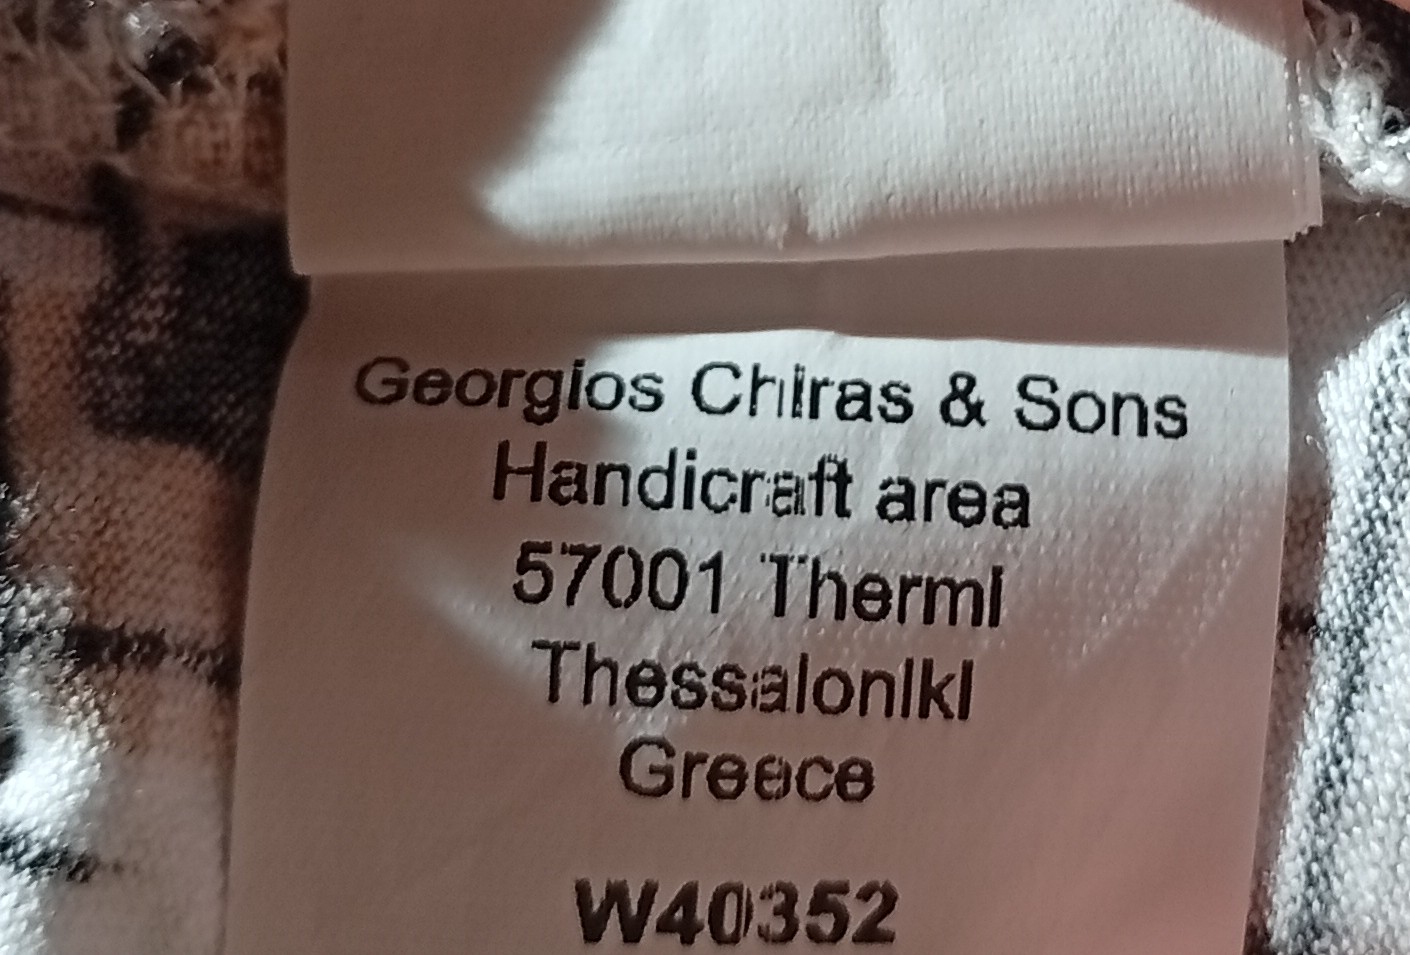 Georgios Chiras & Sons
Handicraft area
57001 Thermi
Thessaloniki
Greece
W40352